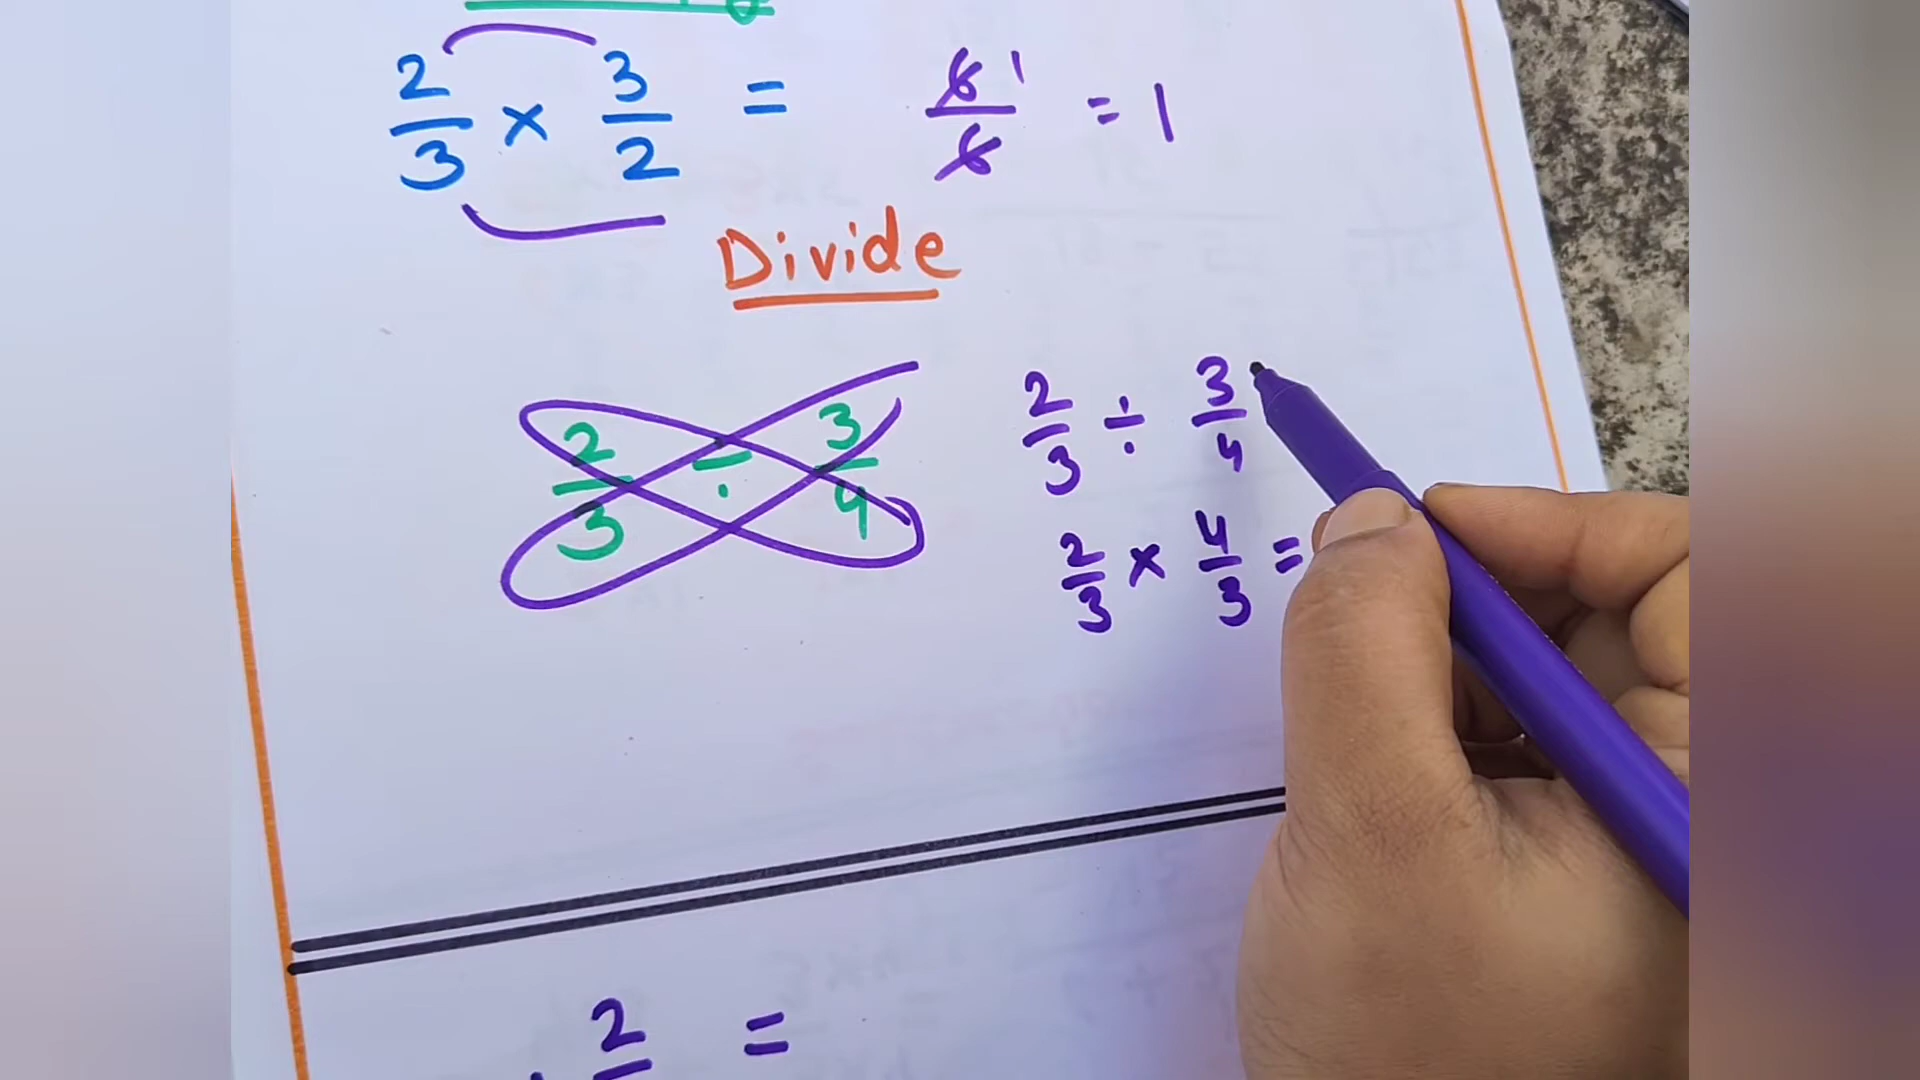 2/3 × 3/2 = 6/6 1 = 1
Divide
2/3 ÷ 3/4
2/3 ÷ 3/4
2/3 × 4/3 =
2 =